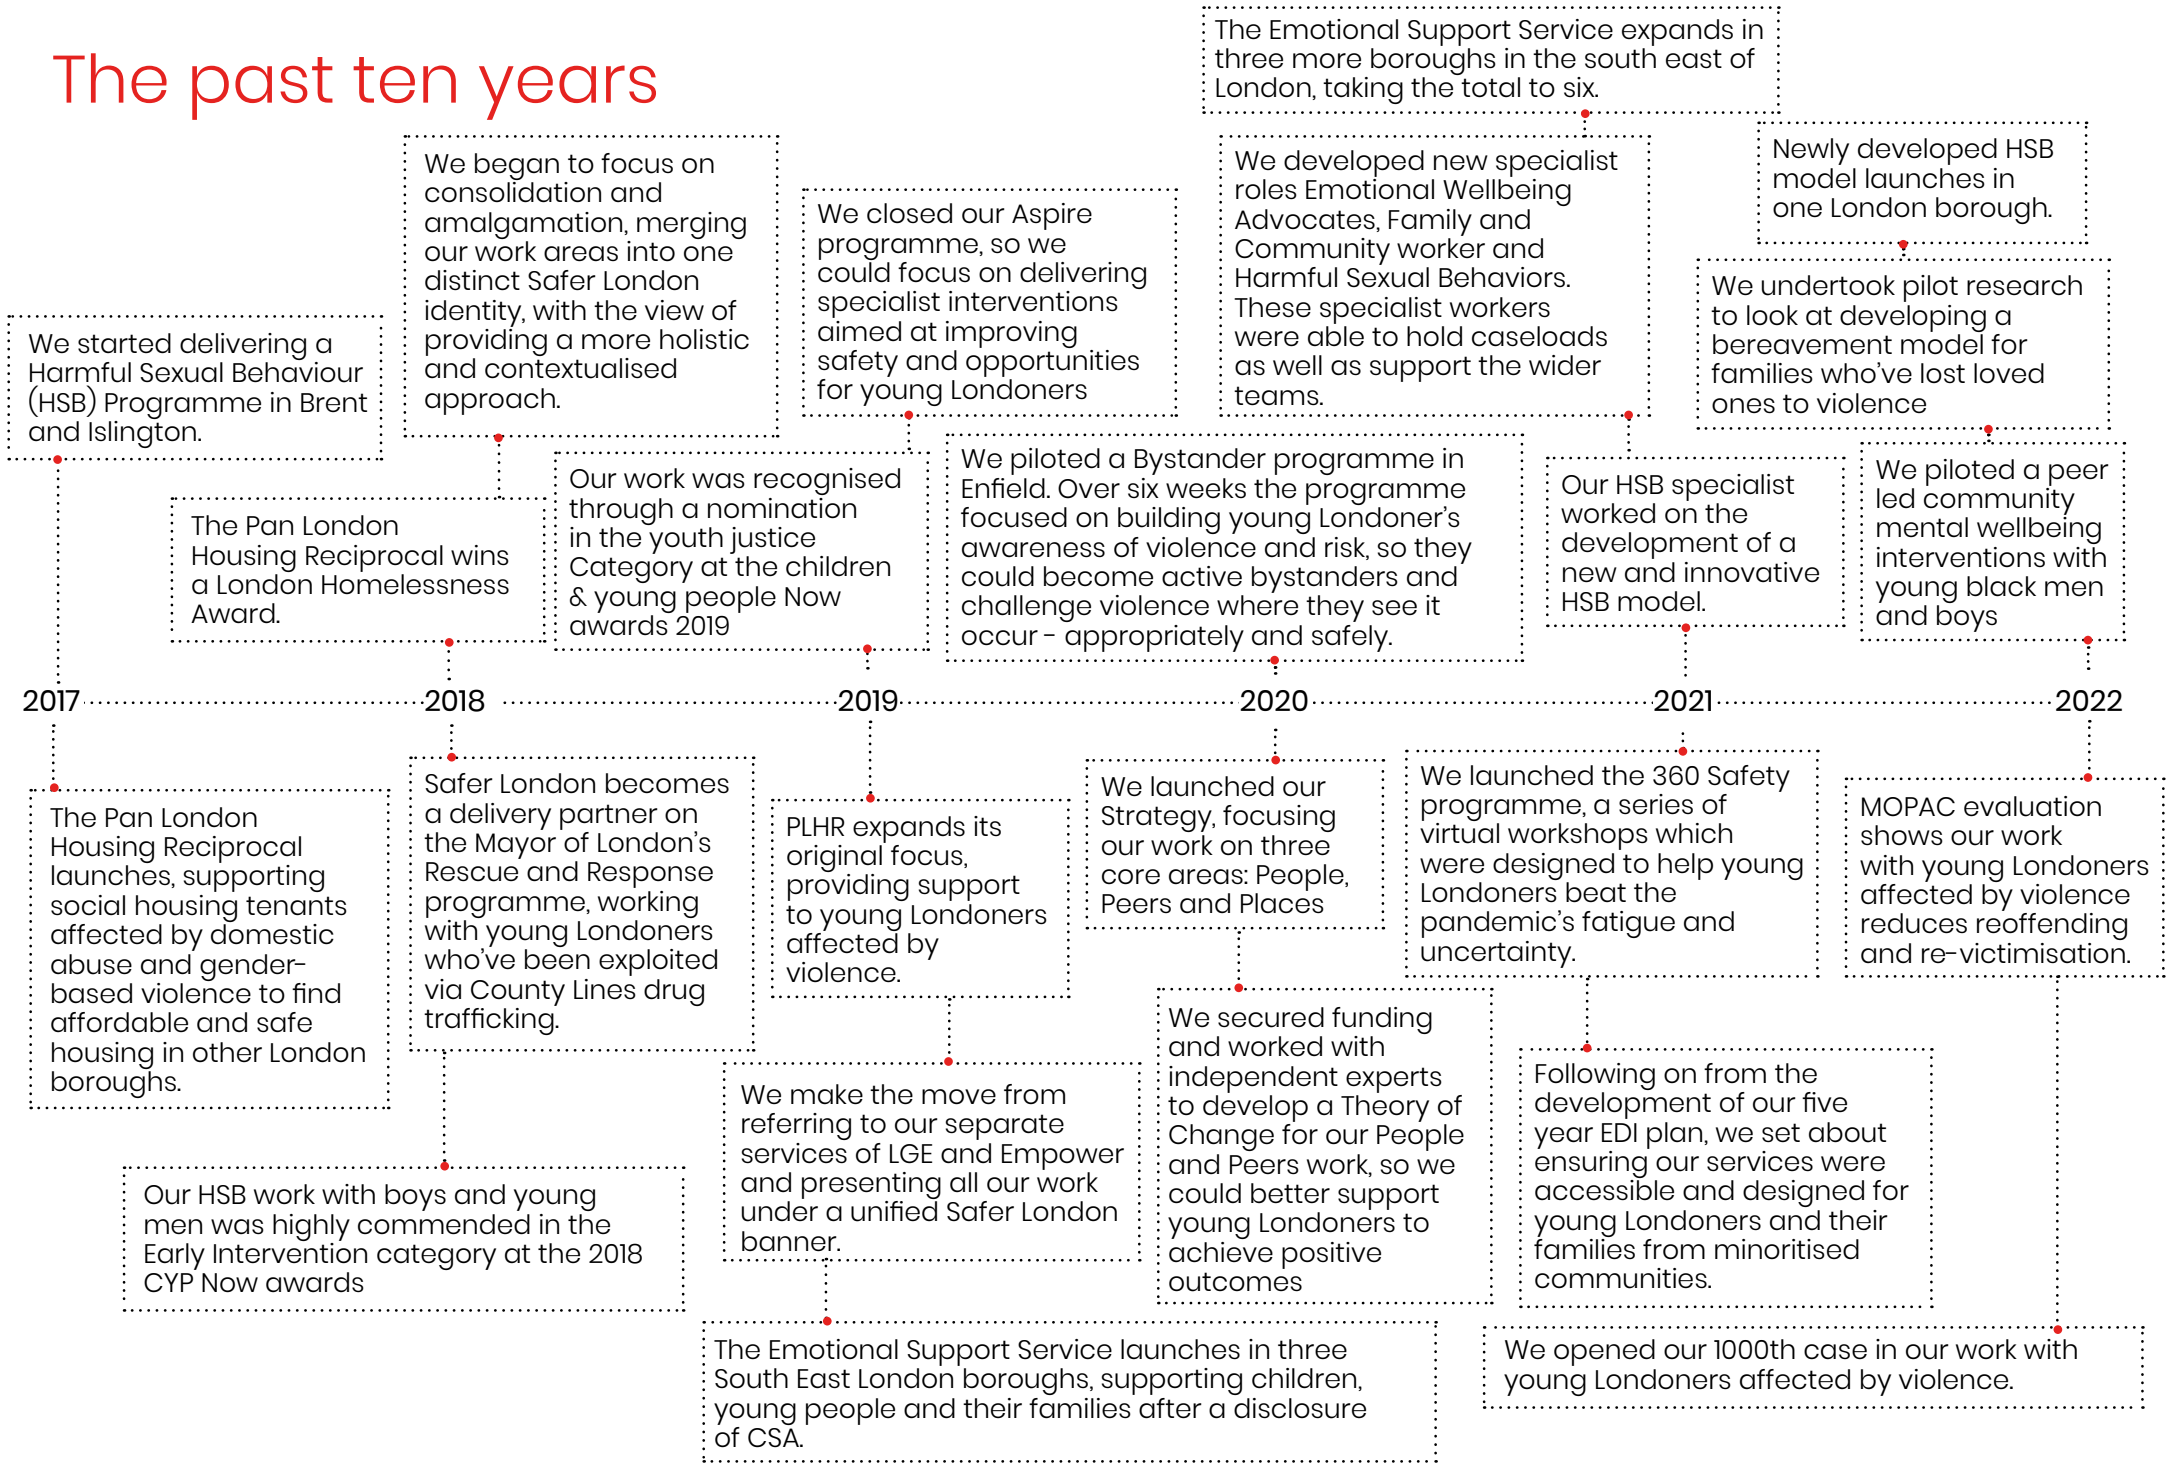 The past ten years
The Emotional Support Service expands in
three more boroughs in the south east of
London, taking the total to six.
We began to focus on
consolidation and
amalgamation, merging
our work areas into one
distinct Safer London
identity, with the view of
providing a more holistic
and contextualised
approach.
We closed our Aspire
programme, so we
could focus on delivering
specialist interventions
aimed at improving
safety and opportunities
for young Londoners
We developed new specialist
roles Emotional Wellbeing
Advocates, Family and
Community worker and
Harmful Sexual Behaviors.
These specialist workers
were able to hold caseloads
as well as support the wider
teams.
Newly developed HSB
model launches in
one London borough.
We undertook pilot research
to look at developing a
bereavement model for
families who've lost loved
ones to violence
We started delivering a
Harmful Sexual Behaviour
(HSB) Programme in Brent
and Islington.
The Pan London
Housing Reciprocal wins
a London Homelessness
Award.
Our work was recognised
through a nomination
in the youth justice
Category at the children
& young people Now
awards 2019
We piloted a Bystander programme in
Enfield. Over six weeks the programme
focused on building young Londoner's
awareness of violence and risk, so they
could become active bystanders and
challenge violence where they see it
occur - appropriately and safely.
Our HSB specialist
worked on the
development of a
new and innovative
HSB model.
We piloted a peer
led community
mental wellbeing
interventions with
young black men
and boys
2017
2018
2019
2020
2021
2022
The Pan London
Housing Reciprocal
launches, supporting
social housing tenants
affected by domestic
abuse and gender-
based violence to find
affordable and safe
housing in other London
boroughs.
Safer London becomes
a delivery partner on
the Mayor of London's
Rescue and Response
programme, working
with young Londoners
who've been exploited
via County Lines drug
trafficking.
PLHR expands its
original focus,
providing support
to young Londoners
affected by
violence.
We launched our
Strategy, focusing
our work on three
core areas: People,
Peers and Places
We launched the 360 Safety
programme, a series of
virtual workshops which
were designed to help young
Londoners beat the
pandemic's fatigue and
uncertainty.
MOPAC evaluation
shows our work
with young Londoners
affected by violence
reduces reoffending
and re-victimisation.
Our HSB work with boys and young
men was highly commended in the
Early Intervention category at the 2018
CYP Now awards
We make the move from
referring to our separate
services of LGE and Empower
and presenting all our work
under a unified Safer London
banner.
We secured funding
and worked with
independent experts
to develop a Theory of
Change for our People
and Peers work, so we
could better support
young Londoners to
achieve positive
outcomes
Following on from the
development of our five
year EDI plan, we set about
ensuring our services were
accessible and designed for
young Londoners and their
families from minoritised
communities.
The Emotional Support Service launches in three
South East London boroughs, supporting children,
young people and their families after a disclosure
of CSA.
We opened our 1000th case in our work with
young Londoners affected by violence.